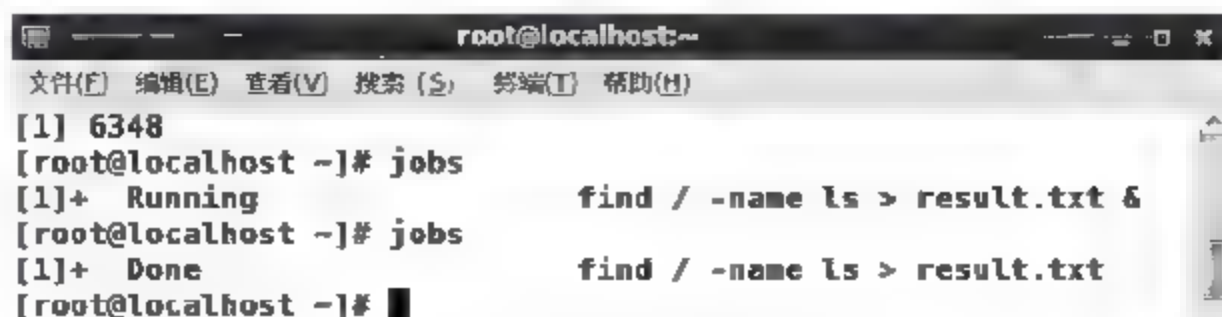 root@localhost:~
文件(F) 编辑(E) 查看(V) 搜索 (S) 终端(T) 帮助(H)
[1] 6348
[root@localhost ~]# jobs
[1]+  Running                 find / -name ls > result.txt &
[root@localhost ~]# jobs
[1]+  Done                    find / -name ls > result.txt
[root@localhost ~]#